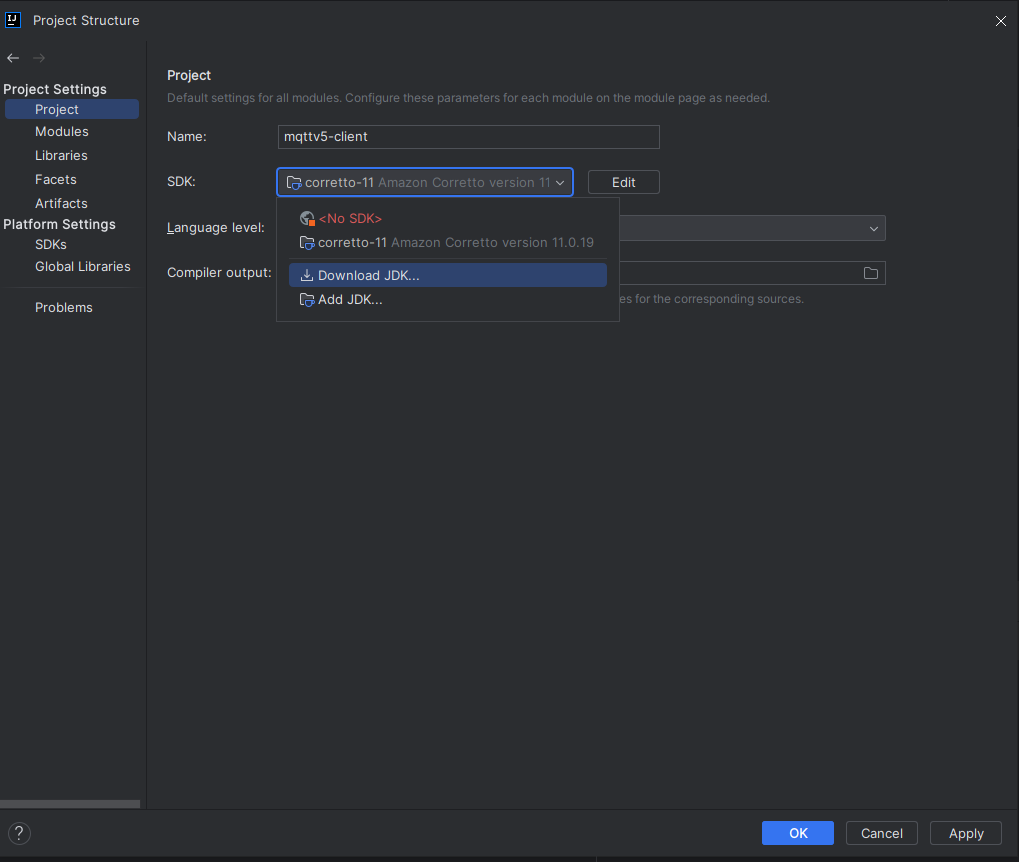 Project Structure
Project Settings
Project
Modules
Libraries
Facets
Artifacts
Platform Settings
SDKs
Global Libraries
Problems
Project
Default settings for all modules. Configure these parameters for each module on the module page as needed.
Name: mqttv5-client
SDK: corretto-11 Amazon Corretto version 11 Edit
<No SDK>
Language level:
corretto-11 Amazon Corretto version 11.0.19
Compiler output:
Download JDK...
Add JDK...
es for the corresponding sources.
? OK Cancel Apply